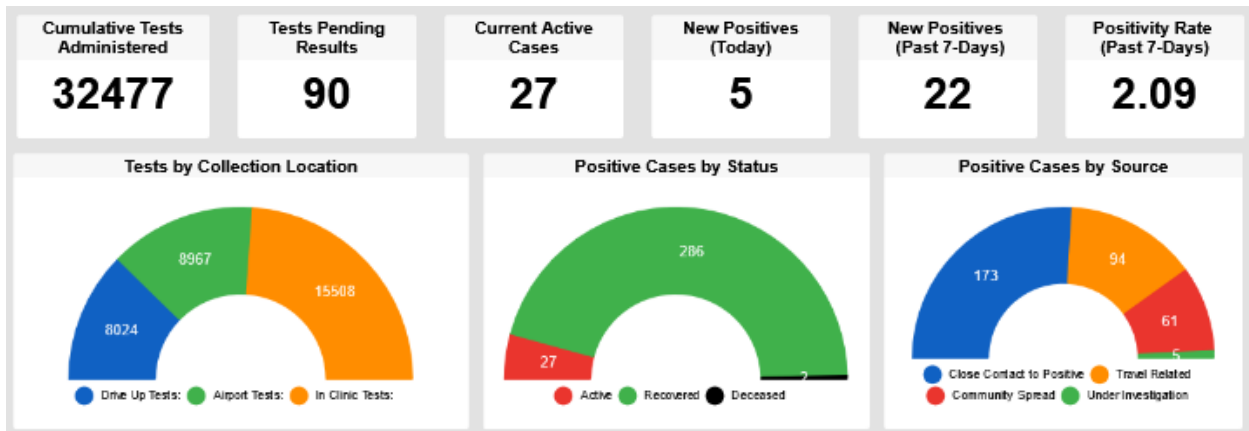 Cumulative Tests
Administered
32477
Tests Pending
Results
90
Current Active
Cases
27
New Positives
(Today)
5
New Positives
(Past 7-Days)
22
Positivity Rate
(Past 7-Days)
2.09
Tests by Collection Location
8024
8967
15508
Drive Up Tests: Airport Tests: In Clinic Tests:
Positive Cases by Status
27
286
2
Active Recovered Deceased
Positive Cases by Source
173
94
61
5
Close Contact to Positive Travel Related
Community Spread Under Investigation